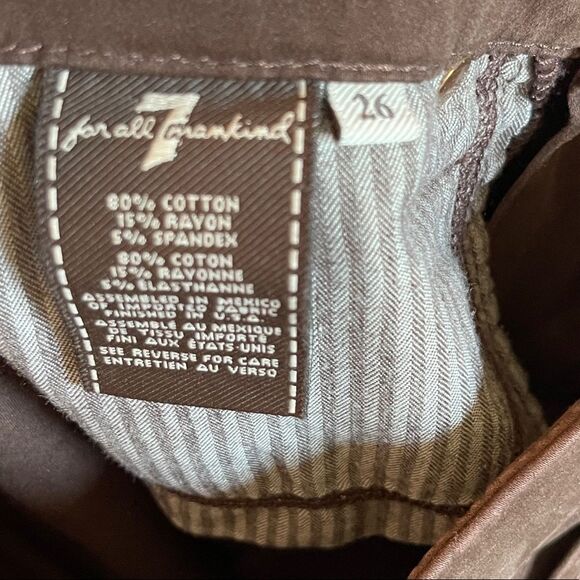 7
for all mankind
26
80% COTTON
15% RAYON
5% SPANDEX
80% COTON
15% RAYONNE
5% ÉLASTHANNE
ASSEMBLED IN MEXICO
OF IMPORTED FABRIC
FINISHED IN U.S.A.
ASSEMBLÉ AU MEXIQUE
DE TISSU IMPORTÉ
FINI AUX ÉTATS-UNIS
SEE REVERSE FOR CARE
ENTRETIEN AU VERSO